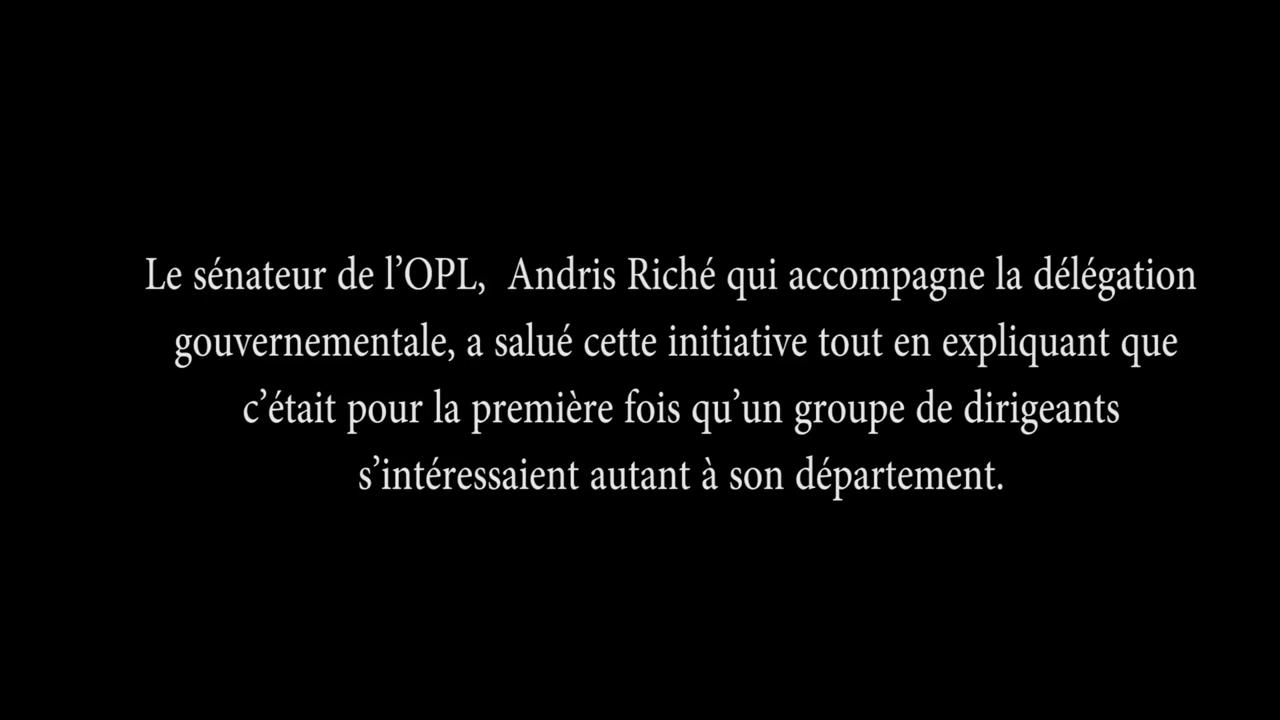 Le sénateur de l’OPL,  Andris Riché qui accompagne la délégation
gouvernementale, a salué cette initiative tout en expliquant que
c’était pour la première fois qu’un groupe de dirigeants
s’intéressaient autant à son département.